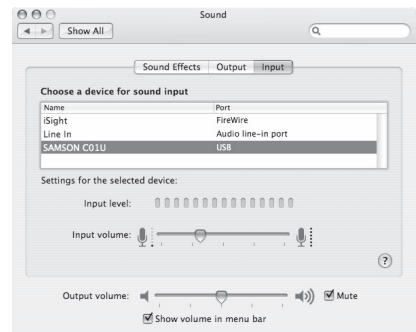 Sound
Show All
Sound Effects Output Input
Choose a device for sound input
Name Port
iSight FireWire
Line In Audio line-in port
SAMSON C01U USB
Settings for the selected device:
Input level:
Input volume:
?
Output volume: Mute
Show volume in menu bar